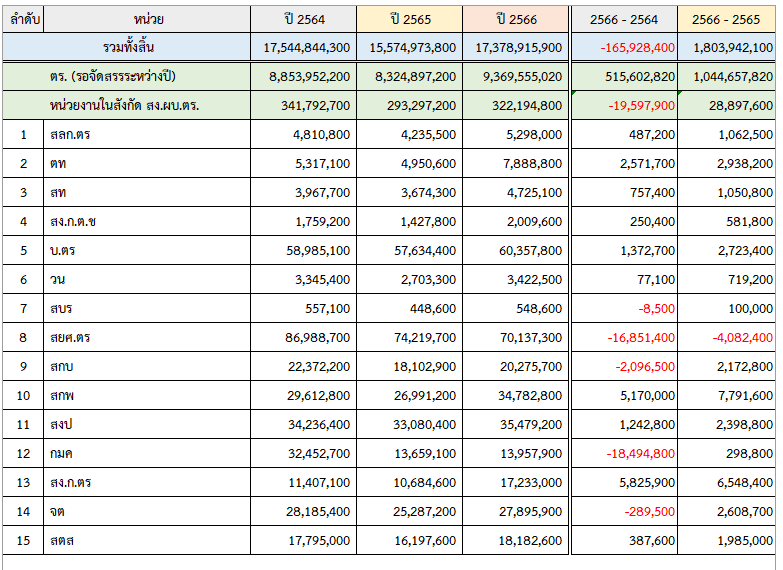 ลำดับ หน่วย ปี 2564 ปี 2565 ปี 2566 2566 - 2564 2566 - 2565
รวมทั้งสิ้น 17,544,844,300 15,574,973,800 17,378,915,900 -165,928,400 1,803,942,100
ตร. (รอจัดสรรระหว่างปี) 8,853,952,200 8,324,897,200 9,369,555,020 515,602,820 1,044,657,820
หน่วยงานในสังกัด สง.ผบ.ตร. 341,792,700 293,297,200 322,194,800 -19,597,900 28,897,600
1 สลก.ตร 4,810,800 4,235,500 5,298,000 487,200 1,062,500
2 ตท 5,317,100 4,950,600 7,888,800 2,571,700 2,938,200
3 สท 3,967,700 3,674,300 4,725,100 757,400 1,050,800
4 สง.ก.ต.ช 1,759,200 1,427,800 2,009,600 250,400 581,800
5 บ.ตร 58,985,100 57,634,400 60,357,800 1,372,700 2,723,400
6 วน 3,345,400 2,703,300 3,422,500 77,100 719,200
7 สบร 557,100 448,600 548,600 -8,500 100,000
8 สยศ.ตร 86,988,700 74,219,700 70,137,300 -16,851,400 -4,082,400
9 สกบ 22,372,200 18,102,900 20,275,700 -2,096,500 2,172,800
10 สกพ 29,612,800 26,991,200 34,782,800 5,170,000 7,791,600
11 สงป 34,236,400 33,080,400 35,479,200 1,242,800 2,398,800
12 กมค 32,452,700 13,659,100 13,957,900 -18,494,800 298,800
13 สง.ก.ตร 11,407,100 10,684,600 17,233,000 5,825,900 6,548,400
14 จต 28,185,400 25,287,200 27,895,900 -289,500 2,608,700
15 สตส 17,795,000 16,197,600 18,182,600 387,600 1,985,000